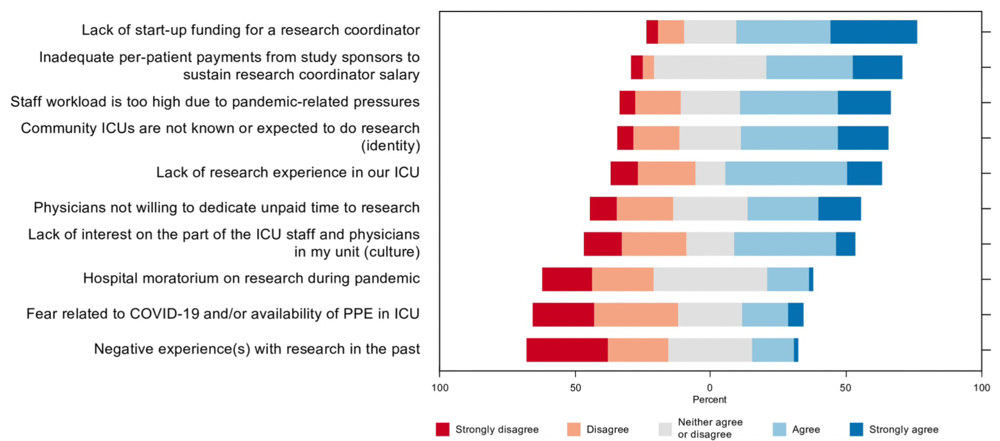 Lack of start-up funding for a research coordinator
Inadequate per-patient payments from study sponsors to
sustain research coordinator salary
Staff workload is too high due to pandemic-related pressures
Community ICUs are not known or expected to do research
(identity)
Lack of research experience in our ICU
Physicians not willing to dedicate unpaid time to research
Lack of interest on the part of the ICU staff and physicians
in my unit (culture)
Hospital moratorium on research during pandemic
Fear related to COVID-19 and/or availability of PPE in ICU
Negative experience(s) with research in the past
100 50 0 50 100
Percent
Strongly disagree
Disagree
Neither agree
or disagree
Agree
Strongly agree